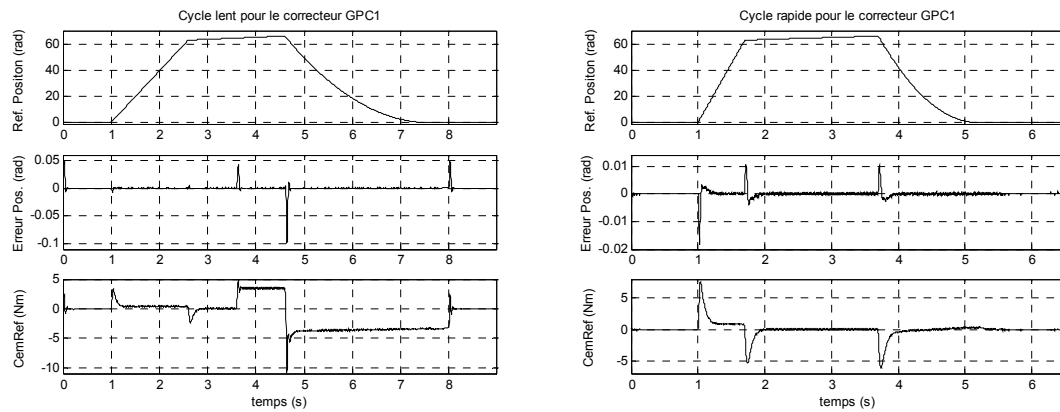 Cycle lent pour le correcteur GPC1
Ref. Position (rad)
60
40
20
0
0 1 2 3 4 5 6 7 8
Erreur Pos. (rad)
0.05
0
-0.05
-0.1
0 1 2 3 4 5 6 7 8
CemRef (Nm)
5
0
-5
-10
0 1 2 3 4 5 6 7 8
temps (s)
Cycle rapide pour le correcteur GPC1
Ref. Positon (rad)
60
40
20
0
0 1 2 3 4 5 6
Erreur Pos. (rad)
0.01
0
-0.01
-0.02
0 1 2 3 4 5 6
CemRef (Nm)
5
0
-5
0 1 2 3 4 5 6
temps (s)